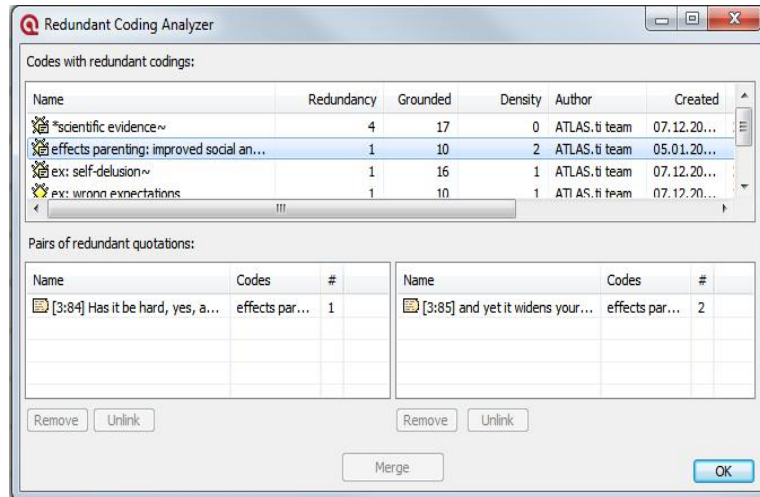 Redundant Coding Analyzer
Codes with redundant codings:
Name Redundancy Grounded Density Author Created
*scientific evidence~ 4 17 0 ATLAS.ti team 07.12.20...
effects parenting: improved social an... 1 10 2 ATLAS.ti team 05.01.20...
ex: self-delusion~ 1 16 1 ATLAS.ti team 07.12.20...
ex: wrong expectations 1 10 1 ATLAS.ti team 07.12.20...
Pairs of redundant quotations:
Name Codes # Name Codes #
[3:84] Has it be hard, yes, a... effects par... 1 [3:85] and yet it widens your... effects par... 2
Remove Unlink Remove Unlink
Merge
OK